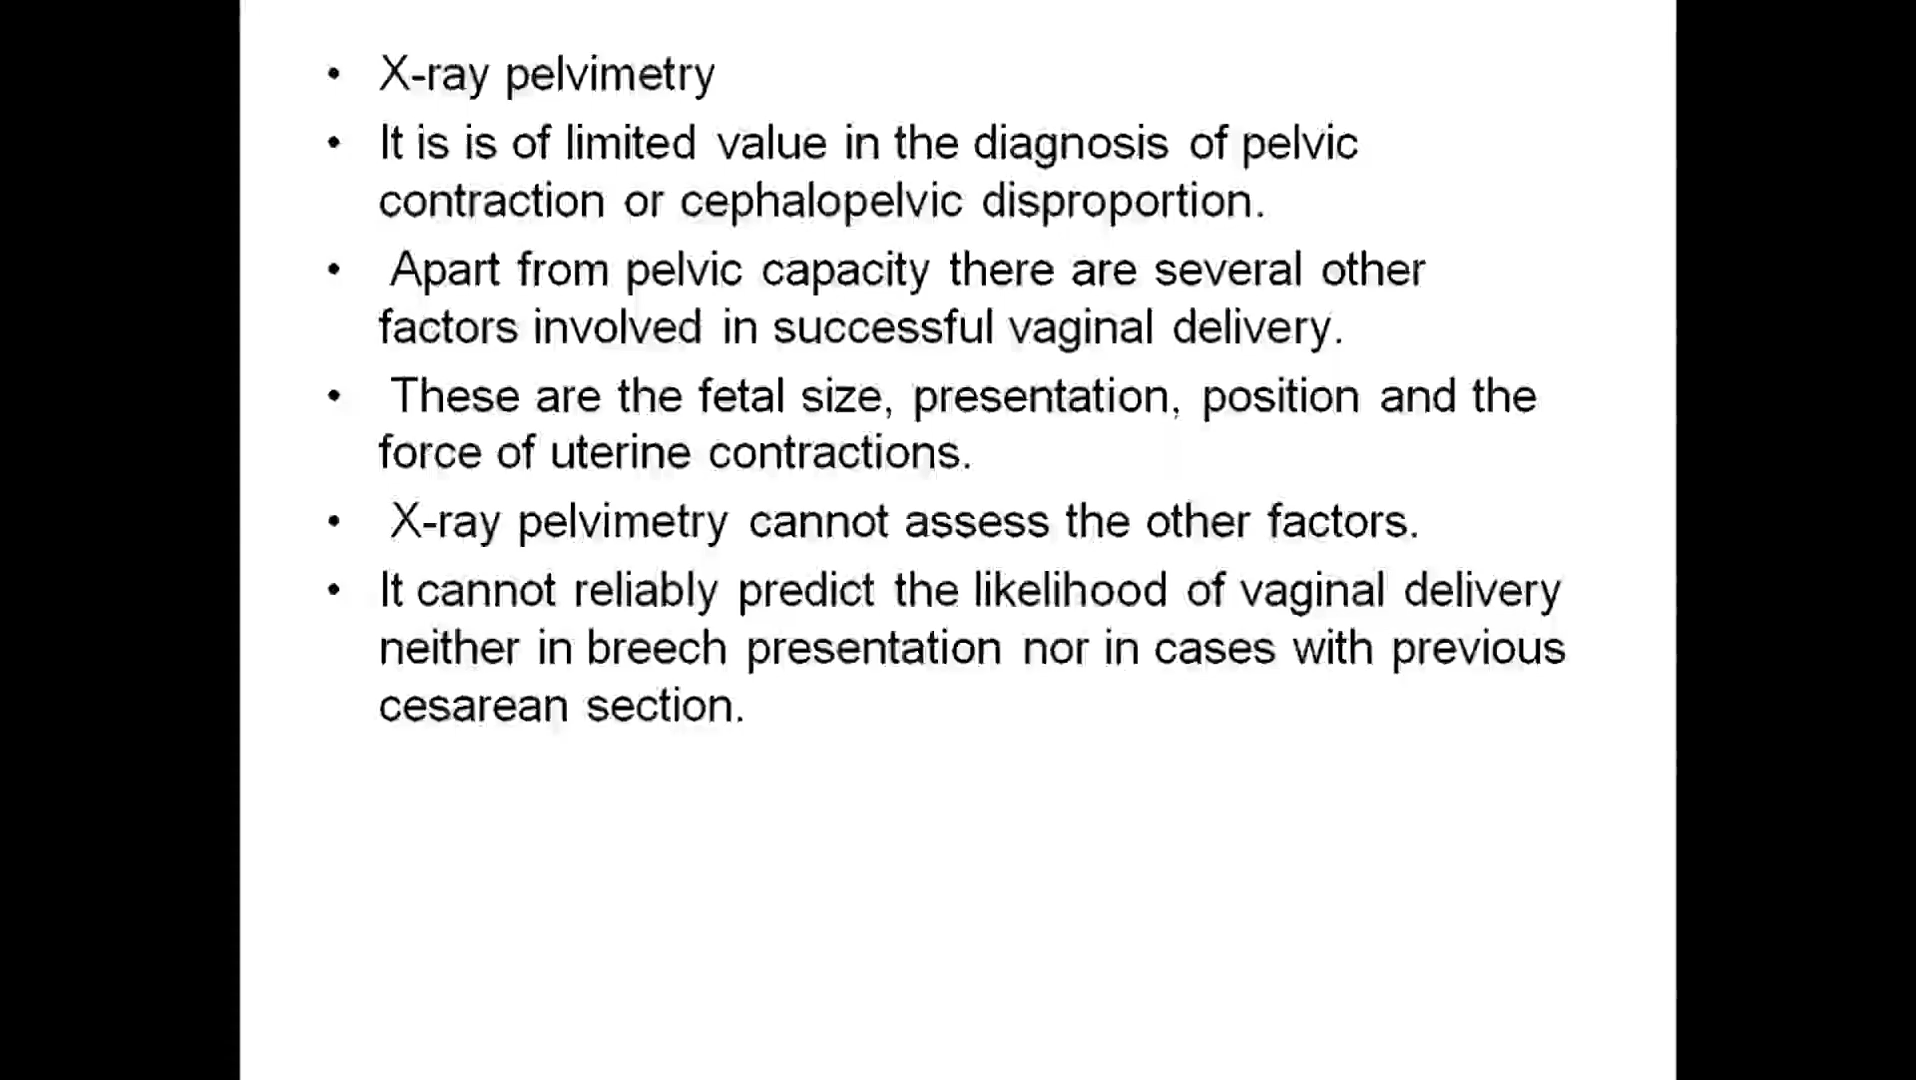 • X-ray pelvimetry
• It is is of limited value in the diagnosis of pelvic
contraction or cephalopelvic disproportion.
• Apart from pelvic capacity there are several other
factors involved in successful vaginal delivery.
• These are the fetal size, presentation, position and the
force of uterine contractions.
• X-ray pelvimetry cannot assess the other factors.
• It cannot reliably predict the likelihood of vaginal delivery
neither in breech presentation nor in cases with previous
cesarean section.